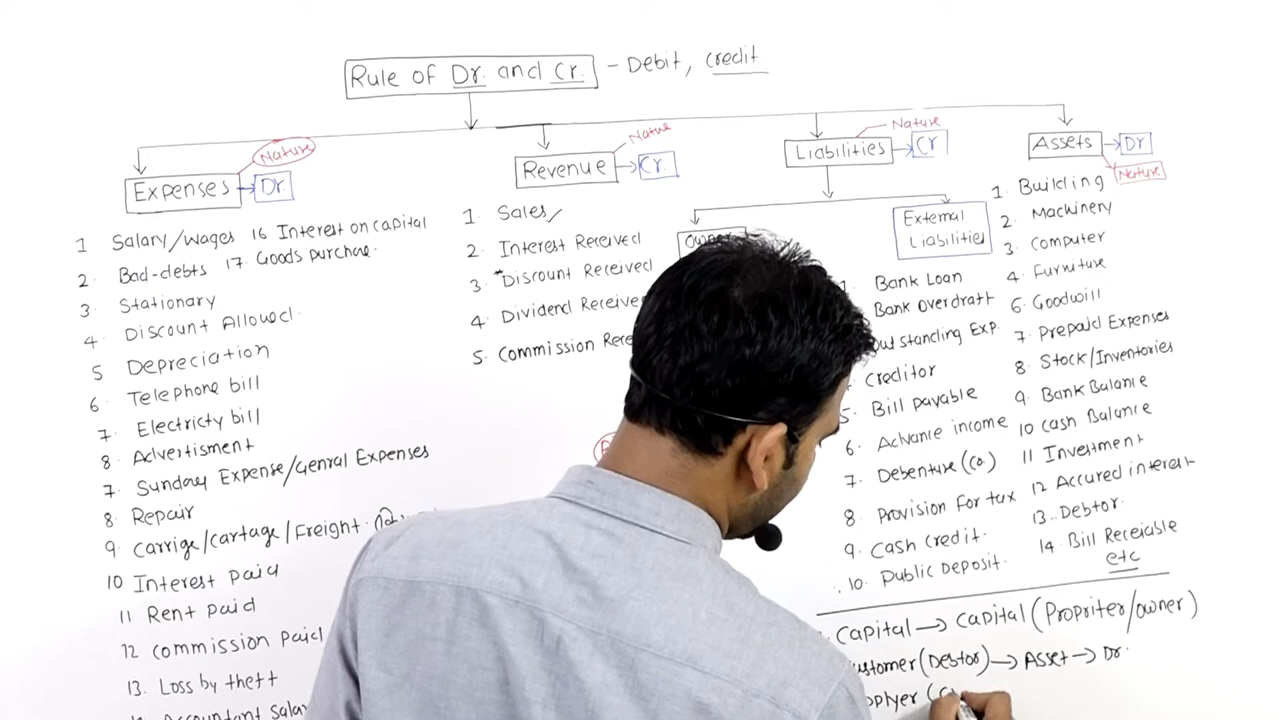 Rule of Dr. and Cr. - Debit, credit
Nature
Expenses → Dr.
1 Salary/wages 16 Interest on capital
2. Bad-debts 17. Goods purchase.
3 Stationary
4. Discount Allowed.
5 Depreciation
6. Telephone bill
7. Electricty bill
8. Advertisment
7. Sunday Expense/Genral Expenses
8. Repair
9. Carrige/cartage/Freight.
10 Interest paid
11 Rent paid
12 commission paid
13. Loss by theft
Accountant Salar
Nature
Revenue → Cr.
1. Sales/
2. Interest Received
3. *Discount Received
4. Dividend Receive
5. Commission Rece
Nature
Liabilities → Cr
Owner
External
Liabilities
1. Bank Loan
Bank Overdraft
outstanding Exp.
creditor
5. Bill payable
6. Advance income
7. Debenture (co.)
8 Provision for tax
9. Cash credit.
10. Public Deposit.
Assets → Dr
Nature
1. Building
2. Machinery
3. Computer
4. Furniture
6. Goodwill
7. Prepaid Expenses
8. Stock/Inventories
9. Bank Balance
10 cash Balance
11 Investment
12 Accured interest
13.. Debtor.
14. Bill Receiable
etc
Capital → Capital (Propriter/owner)
ustomer (Debtor) → Asset → Dr.
pplyer (